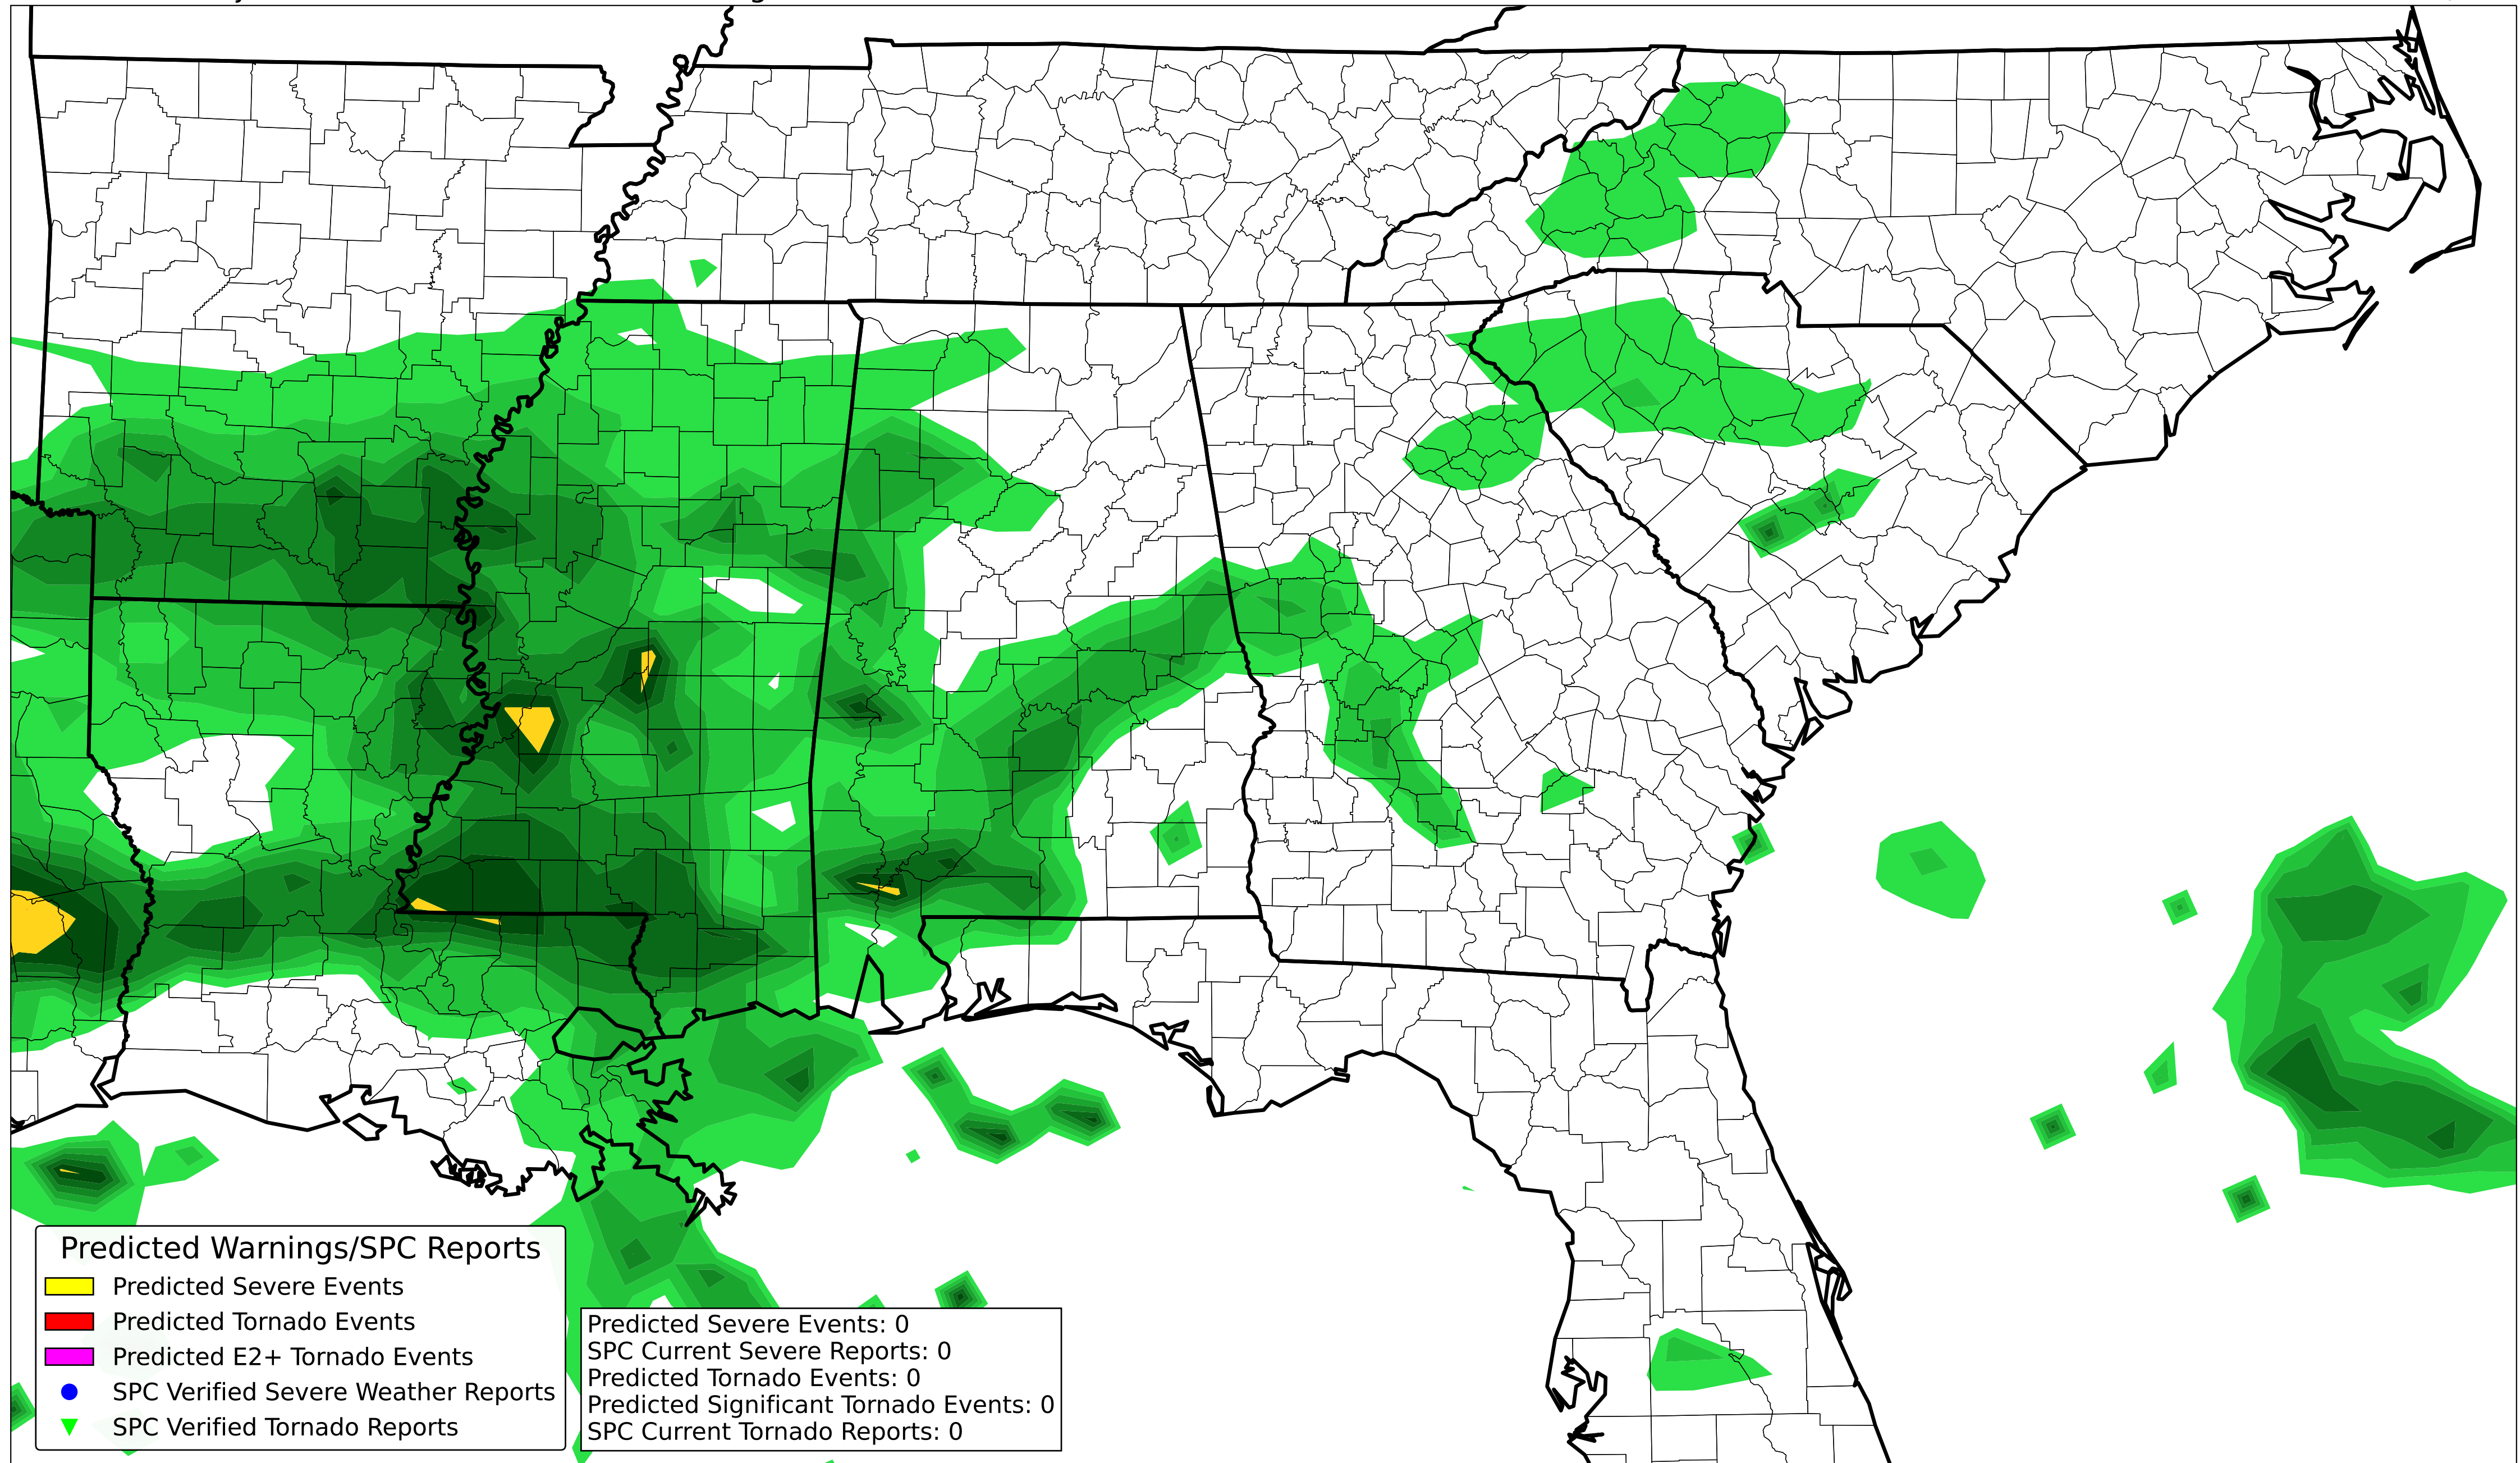 Predicted Warnings/SPC Reports
Predicted Severe Events
Predicted Tornado Events
Predicted E2+ Tornado Events
SPC Verified Severe Weather Reports
SPC Verified Tornado Reports
Predicted Severe Events: 0
SPC Current Severe Reports: 0
Predicted Tornado Events: 0
Predicted Significant Tornado Events: 0
SPC Current Tornado Reports: 0